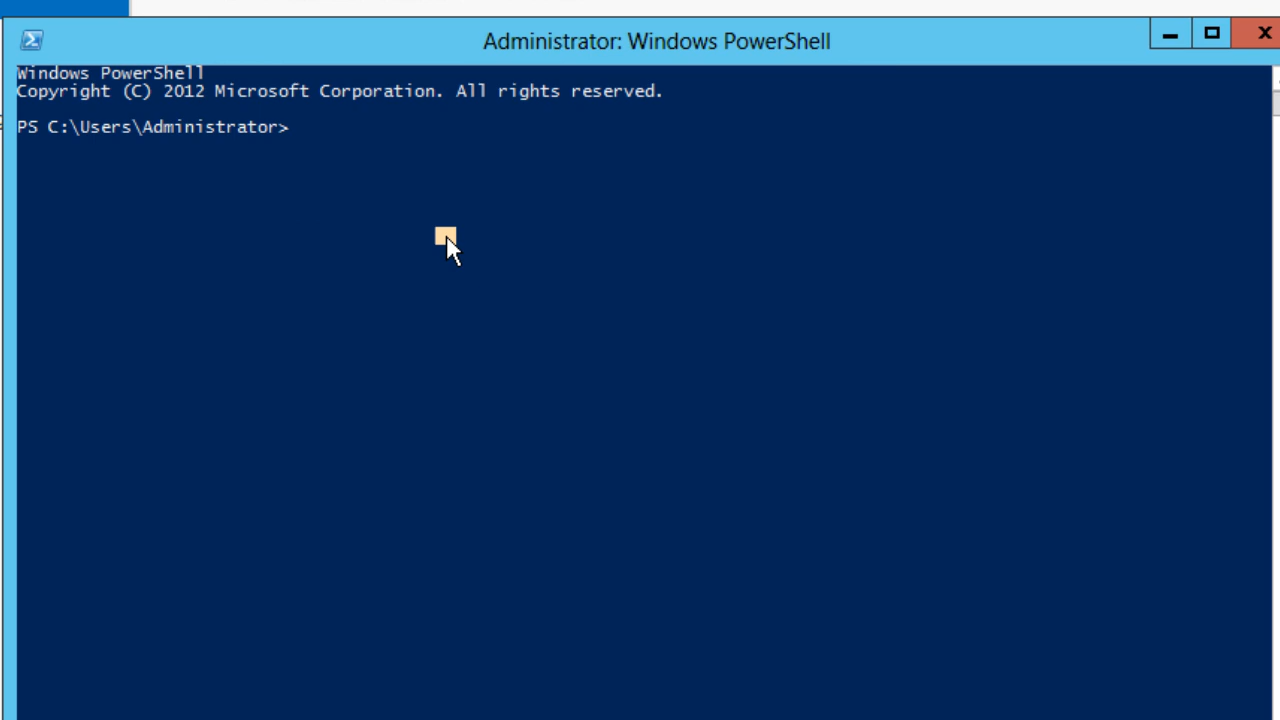 Administrator: Windows PowerShell
Windows PowerShell
Copyright (C) 2012 Microsoft Corporation. All rights reserved.
PS C:\Users\Administrator>